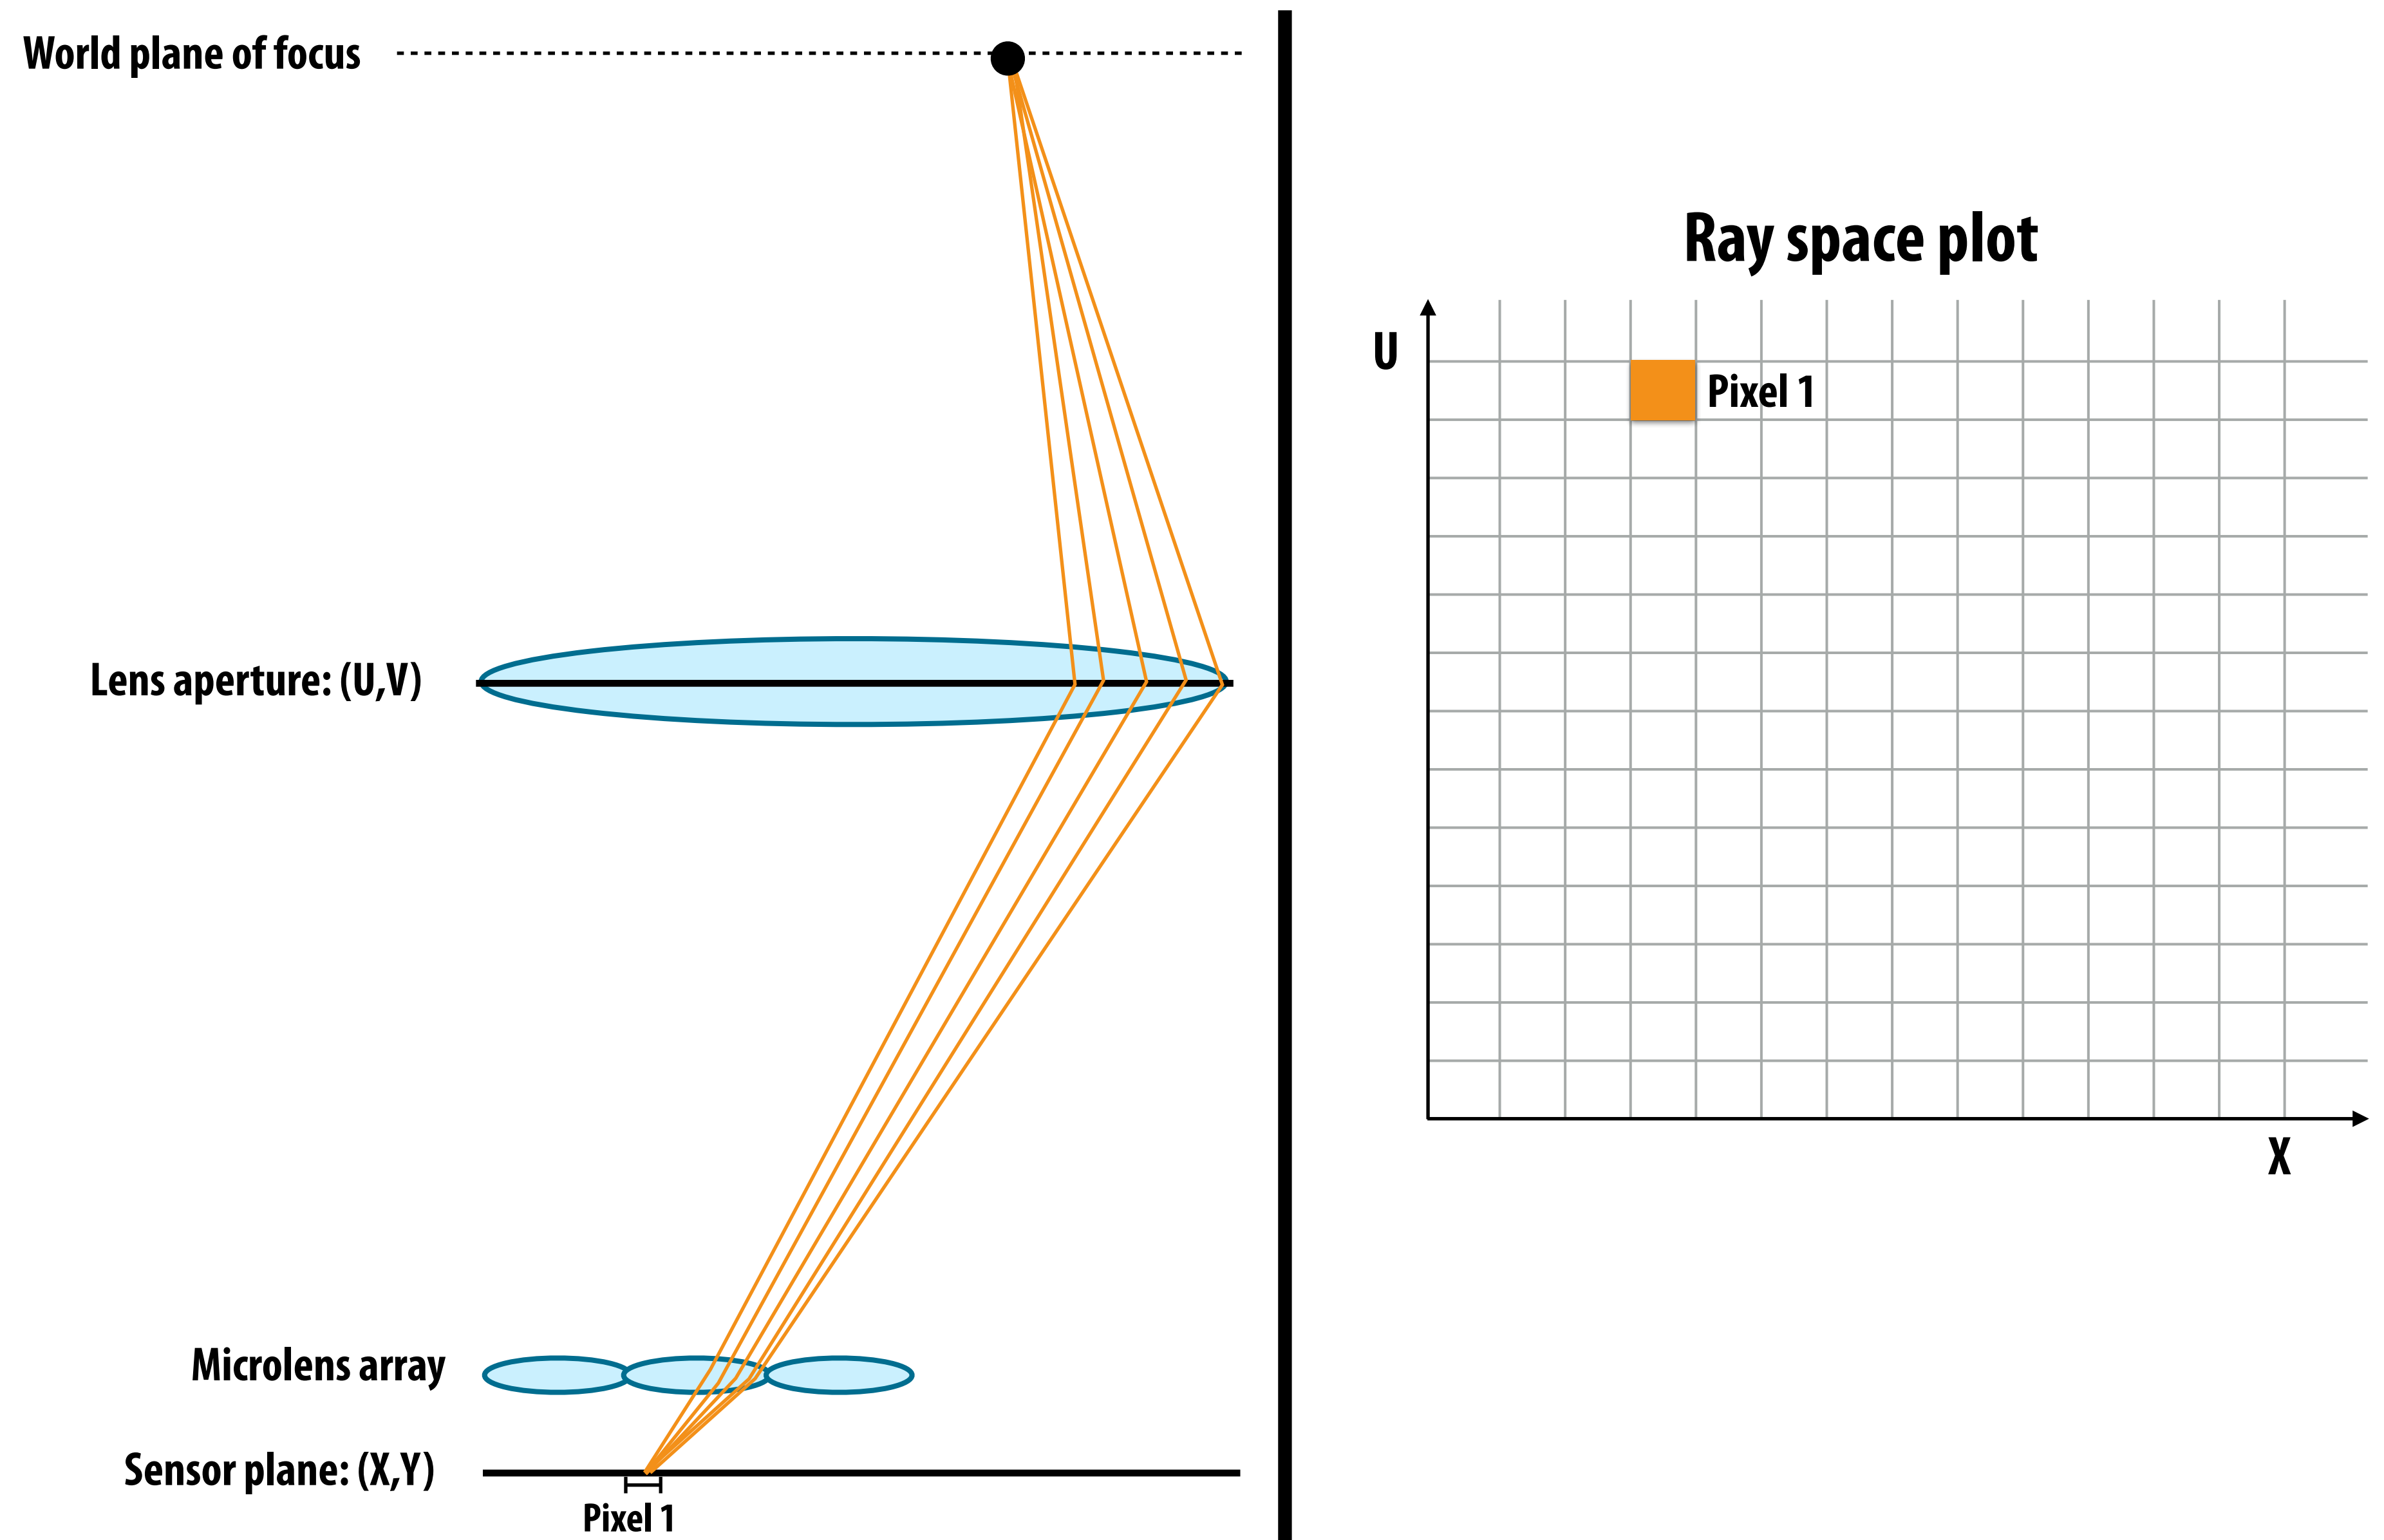 World plane of focus
Lens aperture: (U,V)
Microlens array
Sensor plane: (X,Y)
Pixel 1
Ray space plot
U
Pixel 1
X